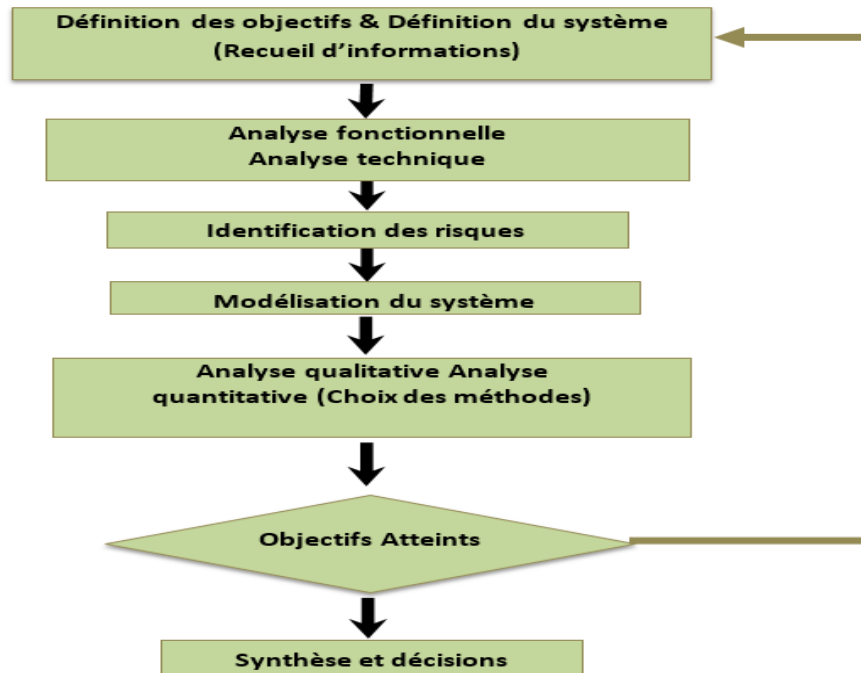 Définition des objectifs & Définition du système
(Recueil d’informations)
Analyse fonctionnelle
Analyse technique
Identification des risques
Modélisation du système
Analyse qualitative Analyse
quantitative (Choix des méthodes)
Objectifs Atteints
Synthèse et décisions